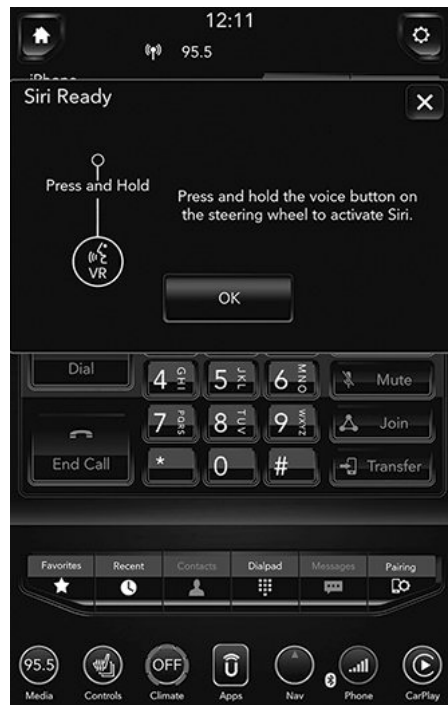 12:11
95.5
iPhone
Siri Ready
Press and Hold
VR
Press and hold the voice button on
the steering wheel to activate Siri.
OK
Dial
4 GHI 5 JKL 6 MNO
Mute
7 PQRS 8 TUV 9 WXYZ
Join
End Call
* 0 #
Transfer
Favorites Recent Contacts Dialpad Messages Pairing
95.5 OFF
Media Controls Climate Apps Nav Phone CarPlay